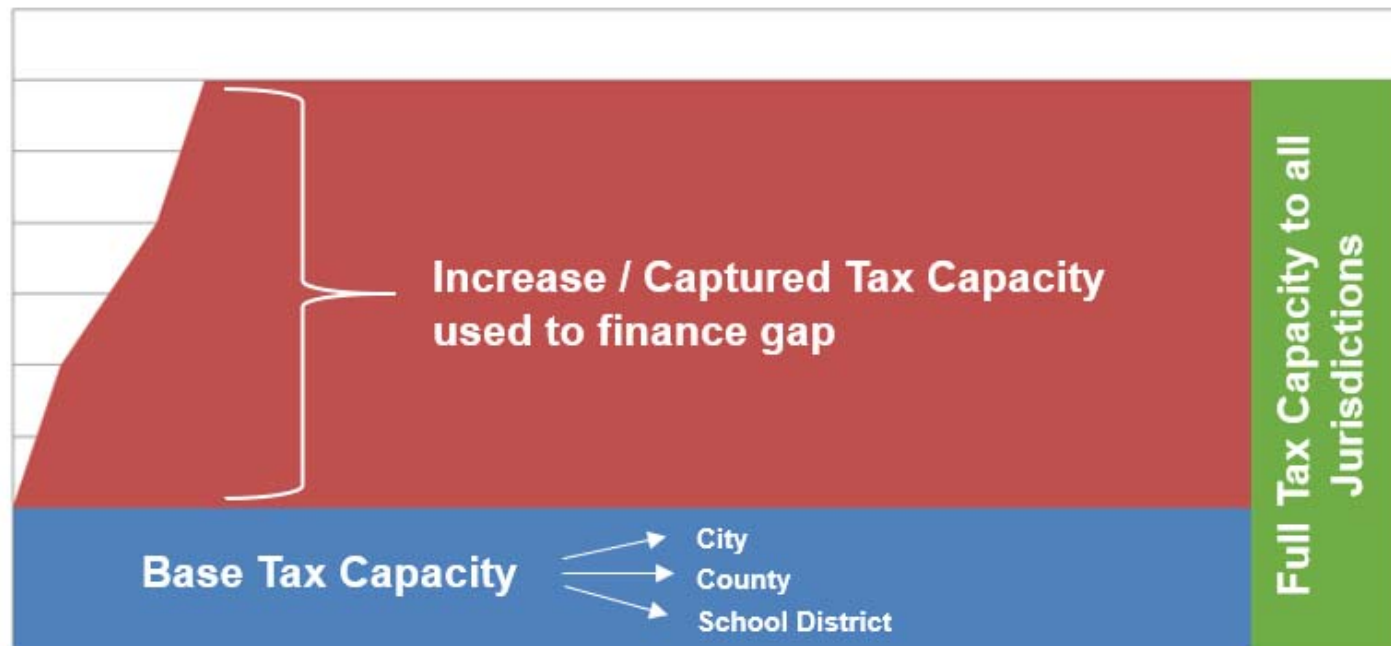 Increase / Captured Tax Capacity
used to finance gap
Base Tax Capacity
City
County
School District
Full Tax Capacity to all
Jurisdictions